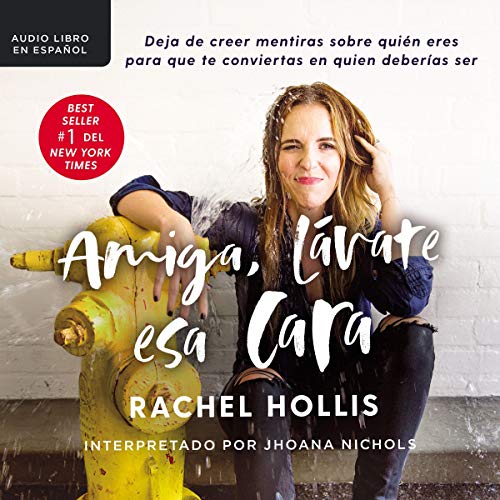 AUDIO LIBRO
EN ESPAÑOL
Deja de creer mentiras sobre quién eres
para que te conviertas en quien deberías ser
BEST
SELLER
#1 DEL
NEW YORK
TIMES
Amiga, Lávate
esa Cara
RACHEL HOLLIS
INTERPRETADO POR JHOANA NICHOLS